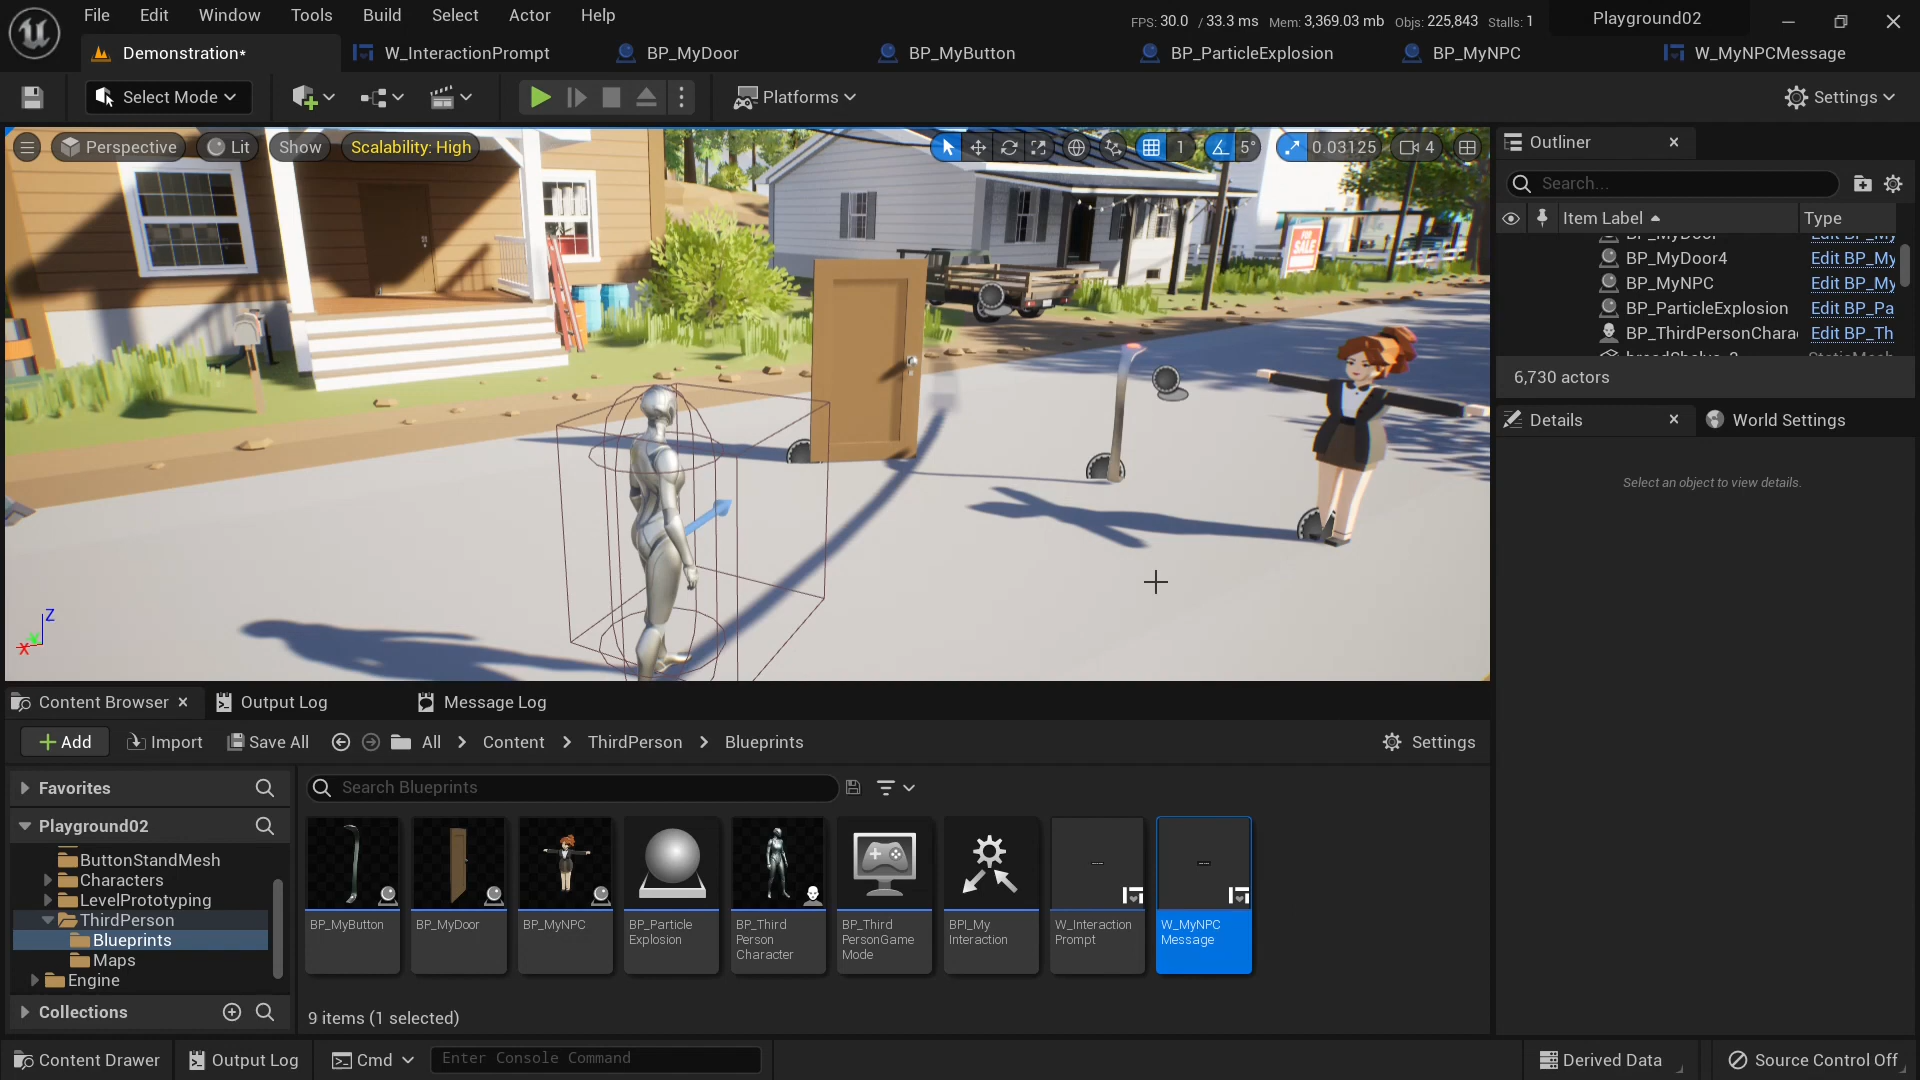 File Edit Window Tools Build Select Actor Help
FPS: 30.0 / 33.3 ms Mem: 3,369.03 mb Objs: 225,843 Stalls: 1
Playground02
Demonstration* W_InteractionPrompt BP_MyDoor BP_MyButton BP_ParticleExplosion BP_MyNPC W_MyNPCMessage
Select Mode Platforms Settings
Perspective Lit Show Scalability: High 1 5° 0.03125 4
FOR
SALE
Z
X
Y
Outliner
Search...
Item Label Type
BP_MyDoor Edit BP_My
BP_MyDoor4 Edit BP_My
BP_MyNPC Edit BP_My
BP_ParticleExplosion Edit BP_Pa
BP_ThirdPersonChara Edit BP_Th
6,730 actors
Details World Settings
Select an object to view details.
Content Browser Output Log Message Log
Add Import Save All All Content ThirdPerson Blueprints Settings
Favorites
Search Blueprints
Playground02
ButtonStandMesh
Characters
LevelPrototyping
ThirdPerson
Blueprints
Maps
Engine
Collections
BP_MyButton
BP_MyDoor
BP_MyNPC
BP_Particle
Explosion
BP_Third
Person
Character
BP_Third
PersonGame
Mode
BPI_My
Interaction
W_Interaction
Prompt
W_MyNPC
Message
9 items (1 selected)
Content Drawer Output Log Cmd Enter Console Command Derived Data Source Control Off